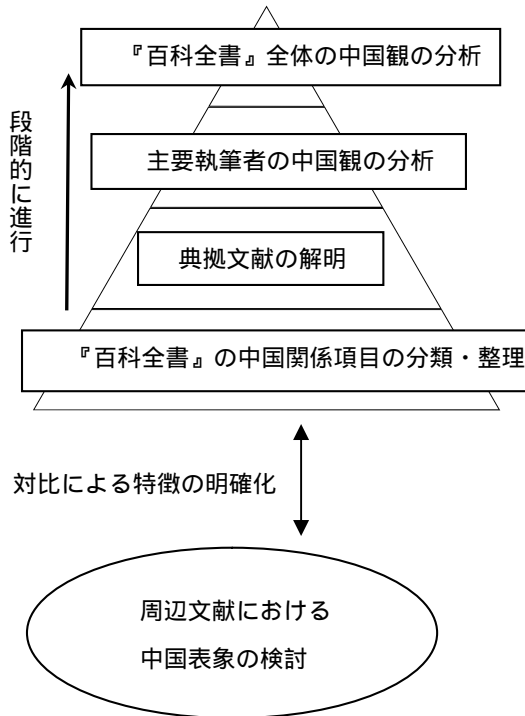 『百科全書』全体の中国観の分析
段階的に進行
主要執筆者の中国観の分析
典拠文献の解明
『百科全書』の中国関係項目の分類・整理
対比による特徴の明確化
周辺文献における
中国表象の検討